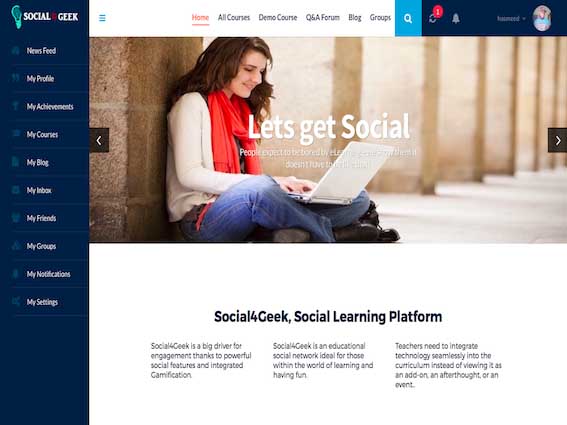 SOCIAL4GEEK
Home All Courses Demo Course Q&A Forum Blog Groups
1
hasmeed
News Feed
My Profile
My Achievements
My Courses
My Blog
My Inbox
My Friends
My Groups
My Notifications
My Settings
Lets get Social
People expect to be bored by eLearning
them it
doesn't have to
Social4Geek, Social Learning Platform
Social4Geek is a big driver for
engagement thanks to powerful
social features and integrated
Gamification.
Social4Geek is an educational
social network ideal for those
within the world of learning and
having fun.
Teachers need to integrate
technology seamlessly into the
curriculum instead of viewing it as
an add-on, an afterthought, or an
event..